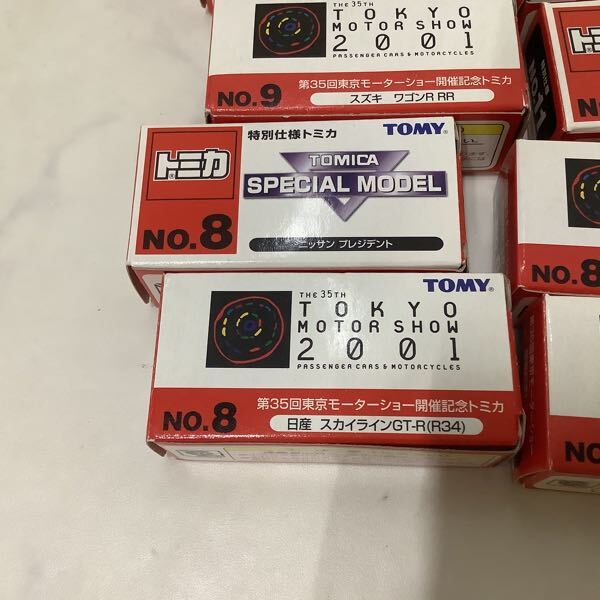 THE 35TH
TOKYO
MOTOR SHOW
2001
PASSENGER CARS & MOTORCYCLES
NO.9
第35回東京モーターショー開催記念トミカ
スズキ ワゴンR RR
トミカ
NO.8
特別仕様トミカ
TOMY
TOMICA
SPECIAL MODEL
ニッサン プレジデント
THE 35TH
TOKYO
MOTOR SHOW
2001
PASSENGER CARS & MOTORCYCLES
TOMY
NO.8
第35回東京モーターショー開催記念トミカ
日産 スカイラインGT-R(R34)
NO.8